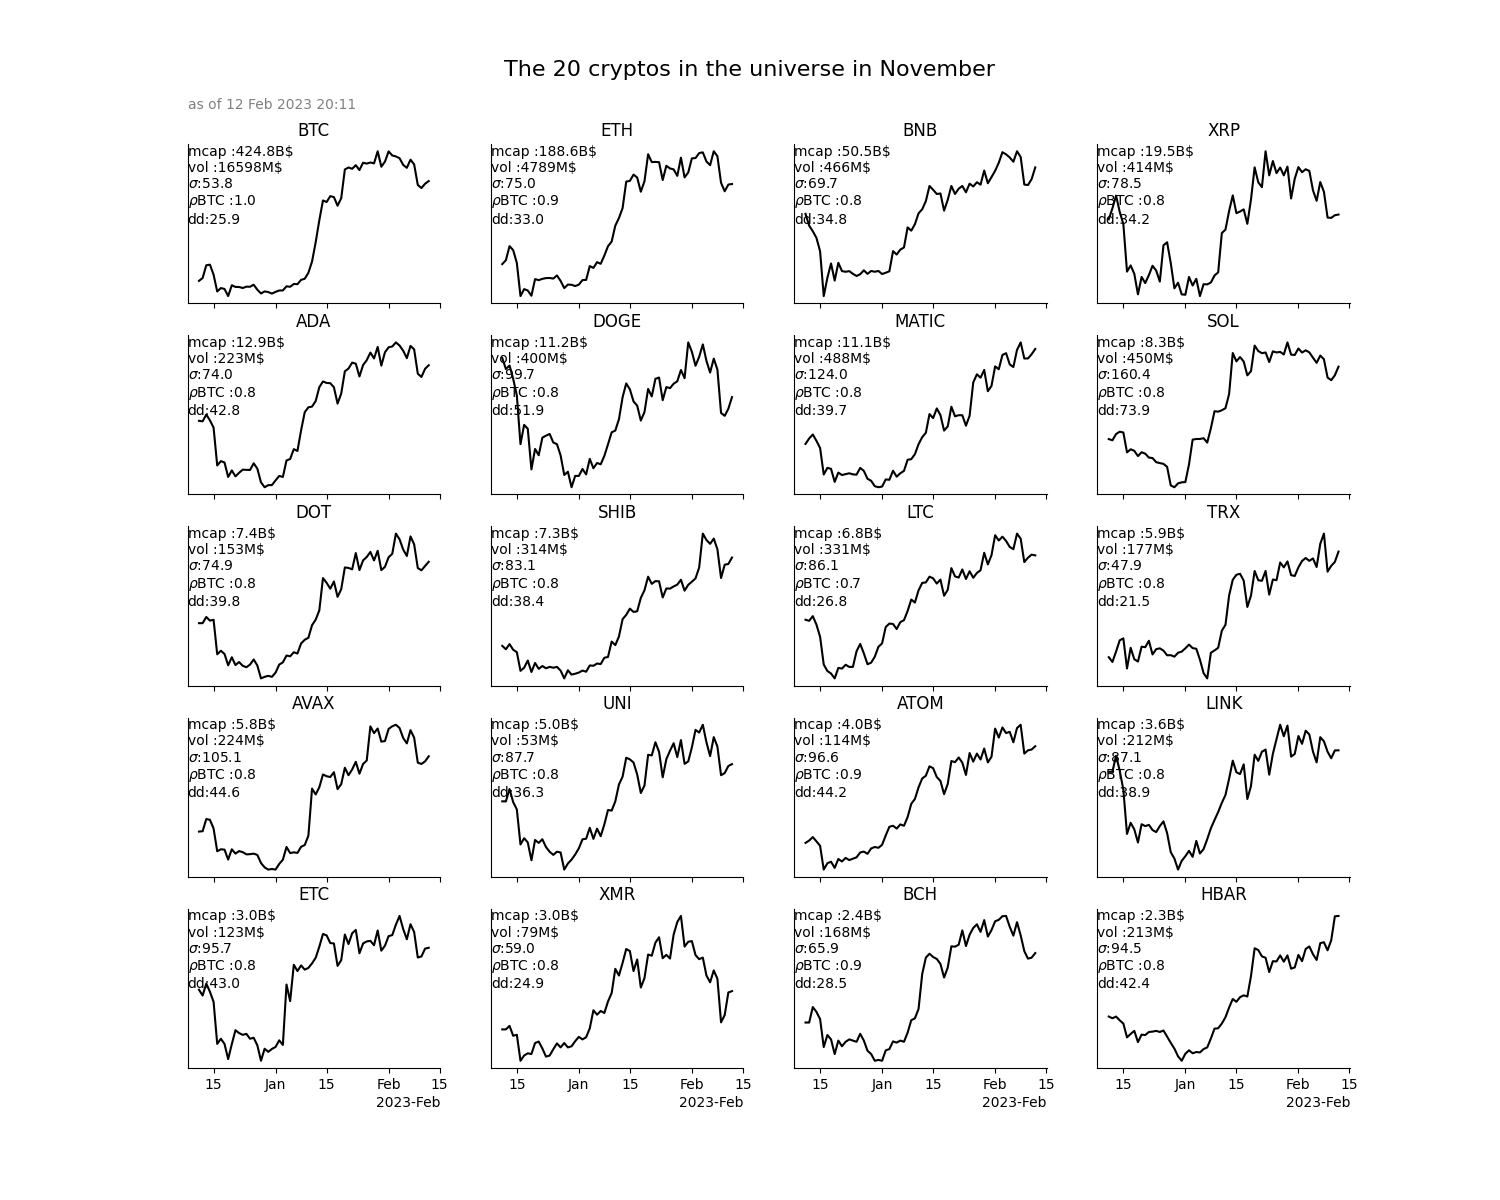 The 20 cryptos in the universe in November
as of 12 Feb 2023 20:11
BTC
mcap :424.8B$
vol :16598M$
σ:53.8
ρBTC :1.0
dd:25.9
ETH
mcap :188.6B$
vol :4789M$
σ:75.0
ρBTC :0.9
dd:33.0
BNB
mcap :50.5B$
vol :466M$
σ:69.7
ρBTC :0.8
dd:34.8
XRP
mcap :19.5B$
vol :414M$
σ:78.5
ρBTC :0.8
dd:34.2
ADA
mcap :12.9B$
vol :223M$
σ:74.0
ρBTC :0.8
dd:42.8
DOGE
mcap :11.2B$
vol :400M$
σ:99.7
ρBTC :0.8
dd:51.9
MATIC
mcap :11.1B$
vol :488M$
σ:124.0
ρBTC :0.8
dd:39.7
SOL
mcap :8.3B$
vol :450M$
σ:160.4
ρBTC :0.8
dd:73.9
DOT
mcap :7.4B$
vol :153M$
σ:74.9
ρBTC :0.8
dd:39.8
SHIB
mcap :7.3B$
vol :314M$
σ:83.1
ρBTC :0.8
dd:38.4
LTC
mcap :6.8B$
vol :331M$
σ:86.1
ρBTC :0.7
dd:26.8
TRX
mcap :5.9B$
vol :177M$
σ:47.9
ρBTC :0.8
dd:21.5
AVAX
mcap :5.8B$
vol :224M$
σ:105.1
ρBTC :0.8
dd:44.6
UNI
mcap :5.0B$
vol :53M$
σ:87.7
ρBTC :0.8
dd:36.3
ATOM
mcap :4.0B$
vol :114M$
σ:96.6
ρBTC :0.9
dd:44.2
LINK
mcap :3.6B$
vol :212M$
σ:87.1
ρBTC :0.8
dd:38.9
ETC
mcap :3.0B$
vol :123M$
σ:95.7
ρBTC :0.8
dd:43.0
XMR
mcap :3.0B$
vol :79M$
σ:59.0
ρBTC :0.8
dd:24.9
BCH
mcap :2.4B$
vol :168M$
σ:65.9
ρBTC :0.9
dd:28.5
HBAR
mcap :2.3B$
vol :213M$
σ:94.5
ρBTC :0.8
dd:42.4
15 Jan 15 Feb 15
2023-Feb
15 Jan 15 Feb 15
2023-Feb
15 Jan 15 Feb 15
2023-Feb
15 Jan 15 Feb 15
2023-Feb